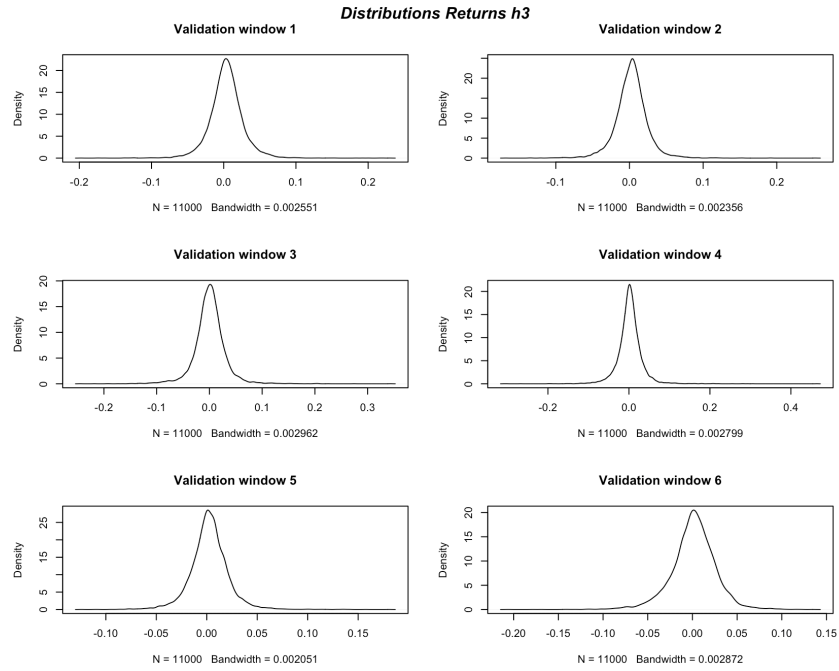 Distributions Returns h3
Validation window 1
Density
0 5 10 15 20
-0.2 -0.1 0.0 0.1 0.2
N = 11000 Bandwidth = 0.002551
Validation window 2
Density
0 5 10 20
-0.1 0.0 0.1 0.2
N = 11000 Bandwidth = 0.002356
Validation window 3
Density
0 5 10 15 20
-0.2 -0.1 0.0 0.1 0.2 0.3
N = 11000 Bandwidth = 0.002962
Validation window 4
Density
0 5 10 15 20
-0.2 0.0 0.2 0.4
N = 11000 Bandwidth = 0.002799
Validation window 5
Density
0 5 15 25
-0.10 -0.05 0.00 0.05 0.10 0.15
N = 11000 Bandwidth = 0.002051
Validation window 6
Density
0 5 10 15 20
-0.20 -0.15 -0.10 -0.05 0.00 0.05 0.10 0.15
N = 11000 Bandwidth = 0.002872